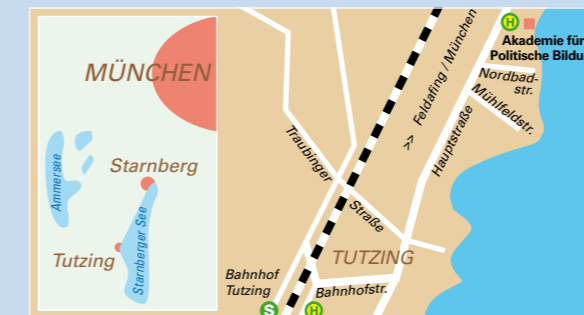 MÜNCHEN
Starnberg
Ammersee
Tutzing
Starnberger See
Feldafing / München
>>
H
Akademie für
Politische Bildu
Nordbad-
str.
Mühlfeldstr.
Hauptstraße
Traubinger
Straße
TUTZING
Bahnhof
Tutzing
S
H
Bahnhofstr.